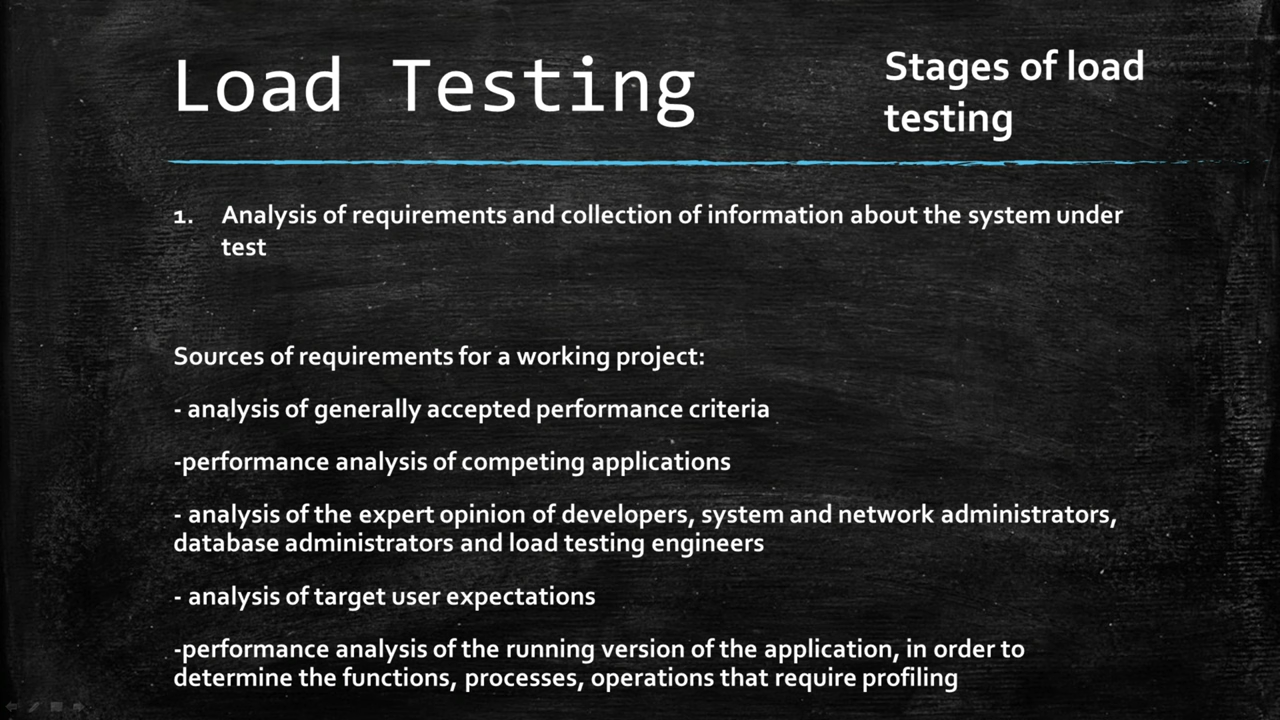 Load Testing
Stages of load
testing
1. Analysis of requirements and collection of information about the system under
test
Sources of requirements for a working project:
- analysis of generally accepted performance criteria
-performance analysis of competing applications
- analysis of the expert opinion of developers, system and network administrators,
database administrators and load testing engineers
- analysis of target user expectations
-performance analysis of the running version of the application, in order to
determine the functions, processes, operations that require profiling